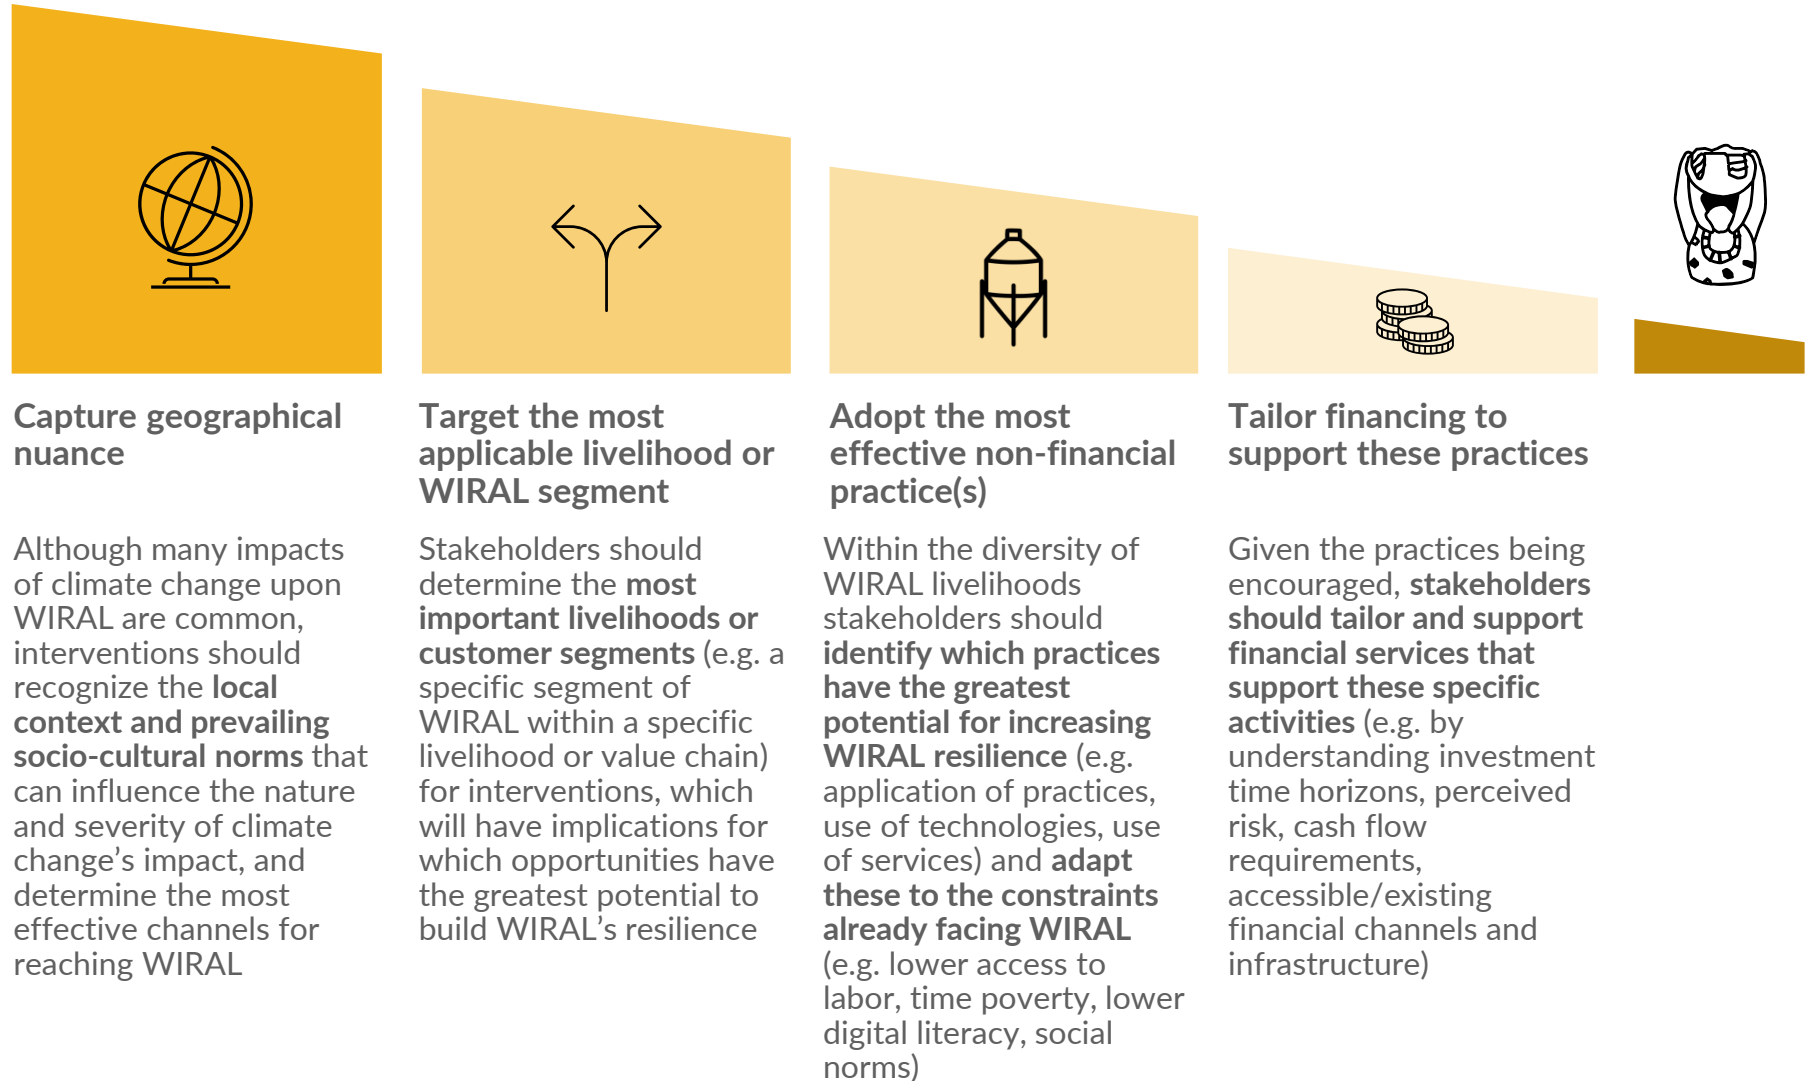 Capture geographical
nuance
Although many impacts
of climate change upon
WIRAL are common,
interventions should
recognize the local
context and prevailing
socio-cultural norms that
can influence the nature
and severity of climate
change’s impact, and
determine the most
effective channels for
reaching WIRAL
Target the most
applicable livelihood or
WIRAL segment
Stakeholders should
determine the most
important livelihoods or
customer segments (e.g. a
specific segment of
WIRAL within a specific
livelihood or value chain)
for interventions, which
will have implications for
which opportunities have
the greatest potential to
build WIRAL’s resilience
Adopt the most
effective non-financial
practice(s)
Within the diversity of
WIRAL livelihoods
stakeholders should
identify which practices
have the greatest
potential for increasing
WIRAL resilience (e.g.
application of practices,
use of technologies, use
of services) and adapt
these to the constraints
already facing WIRAL
(e.g. lower access to
labor, time poverty, lower
digital literacy, social
norms)
Tailor financing to
support these practices
Given the practices being
encouraged, stakeholders
should tailor and support
financial services that
support these specific
activities (e.g. by
understanding investment
time horizons, perceived
risk, cash flow
requirements,
accessible/existing
financial channels and
infrastructure)